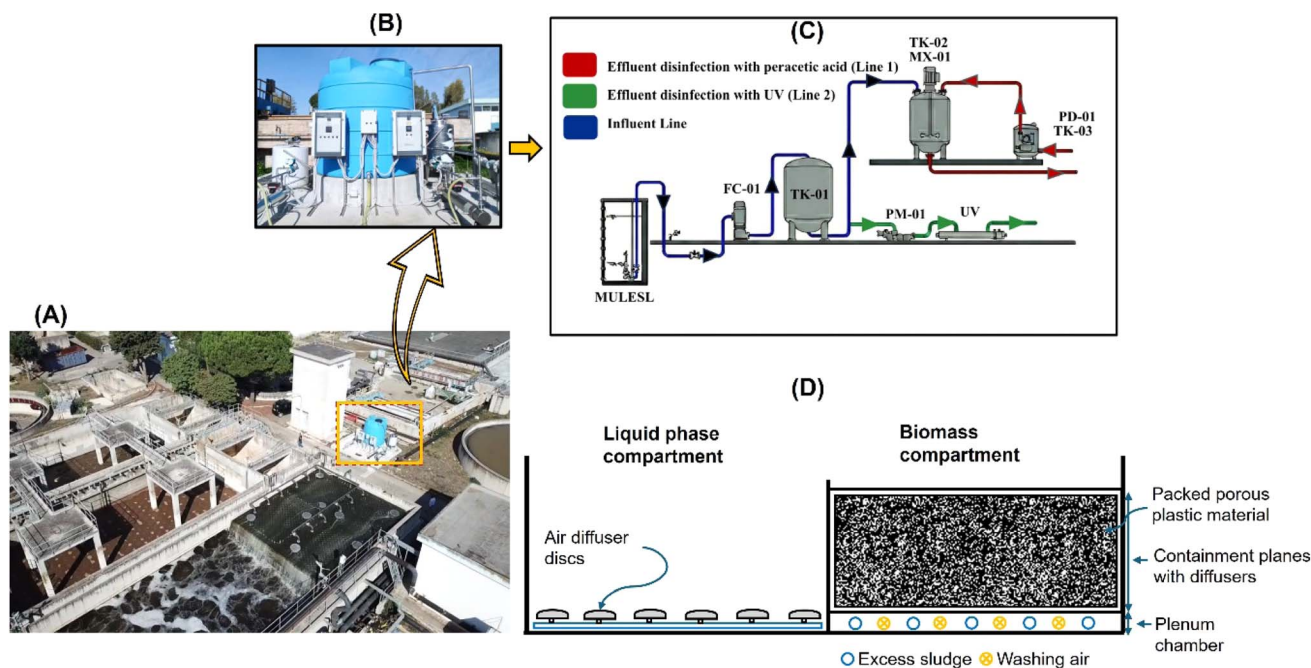 (B)
(C)
Effluent disinfection with peracetic acid (Line 1)
Effluent disinfection with UV (Line 2)
Influent Line
TK-02
MX-01
PD-01
TK-03
FC-01
TK-01
PM-01
UV
MULESL
(A)
(D)
Liquid phase
compartment
Biomass
compartment
Air diffuser
discs
Packed porous
plastic material
Containment planes
with diffusers
Plenum
chamber
Excess sludge
Washing air